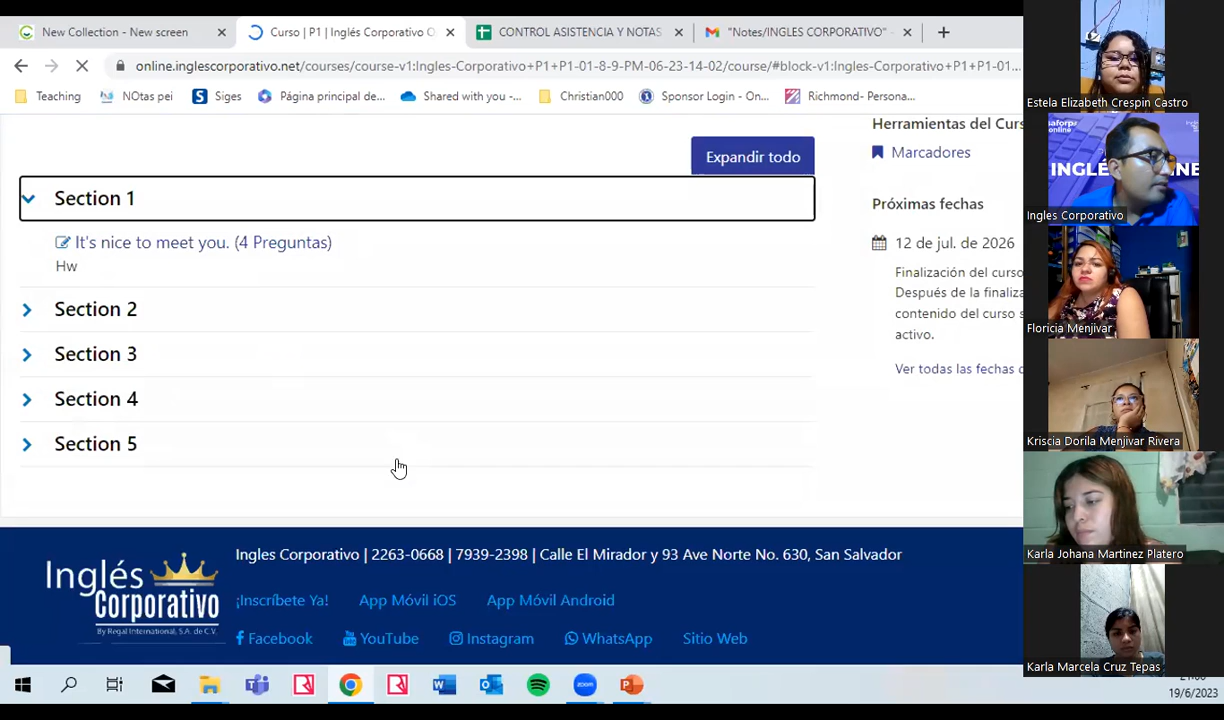 New Collection - New screen
Curso | P1 | Inglés Corporativo O
CONTROL ASISTENCIA Y NOTAS
"Notes/INGLES CORPORATIVO" -
online.inglescorporativo.net/courses/course-v1:Ingles-Corporativo+P1+P1-01-8-9-PM-06-23-14-02/course/#block-v1:Ingles-Corporativo+P1+P1-01...
Teaching
NOtas pei
Siges
Página principal de...
Shared with you -...
Christian000
Sponsor Login - On...
Richmond- Persona...
Herramientas del Curs
Marcadores
Expandir todo
Section 1
It's nice to meet you. (4 Preguntas)
Hw
Section 2
Section 3
Section 4
Section 5
Próximas fechas
12 de jul. de 2026
Finalización del curso
Después de la finaliza
contenido del curso s
activo.
Ver todas las fechas d
Inglés
Corporativo
By Regal International, S.A. de C.V.
Ingles Corporativo | 2263-0668 | 7939-2398 | Calle El Mirador y 93 Ave Norte No. 630, San Salvador
¡Inscríbete Ya!
App Móvil iOS
App Móvil Android
Facebook
YouTube
Instagram
WhatsApp
Sitio Web
19/6/2023
Estela Elizabeth Crespin Castro
INGLÉ
NE
Ingles Corporativo
Floricia Menjivar
Kriscia Dorila Menjivar Rivera
Karla Johana Martinez Platero
Karla Marcela Cruz Tepas